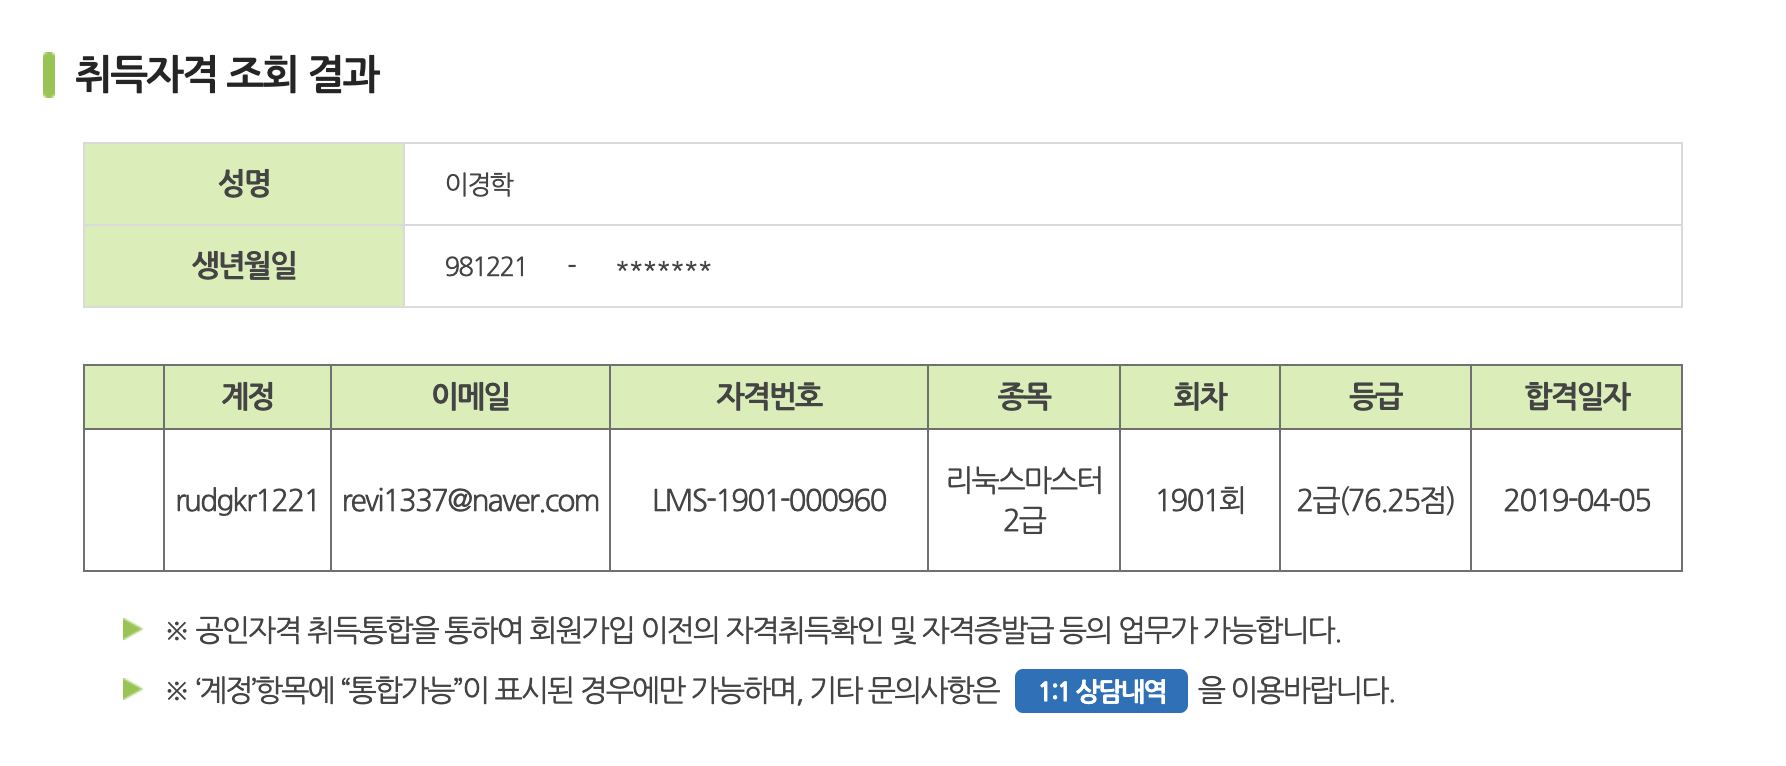 취득자격 조회 결과
성명 이경학
생년월일 981221 - *******
계정 이메일 자격번호 종목 회차 등급 합격일자
rudgkr1221 revi1337@naver.com LMS-1901-000960 리눅스마스터 2급 1901회 2급(76.25점) 2019-04-05
※ 공인자격 취득통합을 통하여 회원가입 이전의 자격취득확인 및 자격증발급 등의 업무가 가능합니다.
※ ‘계정’항목에 “통합가능”이 표시된 경우에만 가능하며, 기타 문의사항은 1:1 상담내역 을 이용바랍니다.